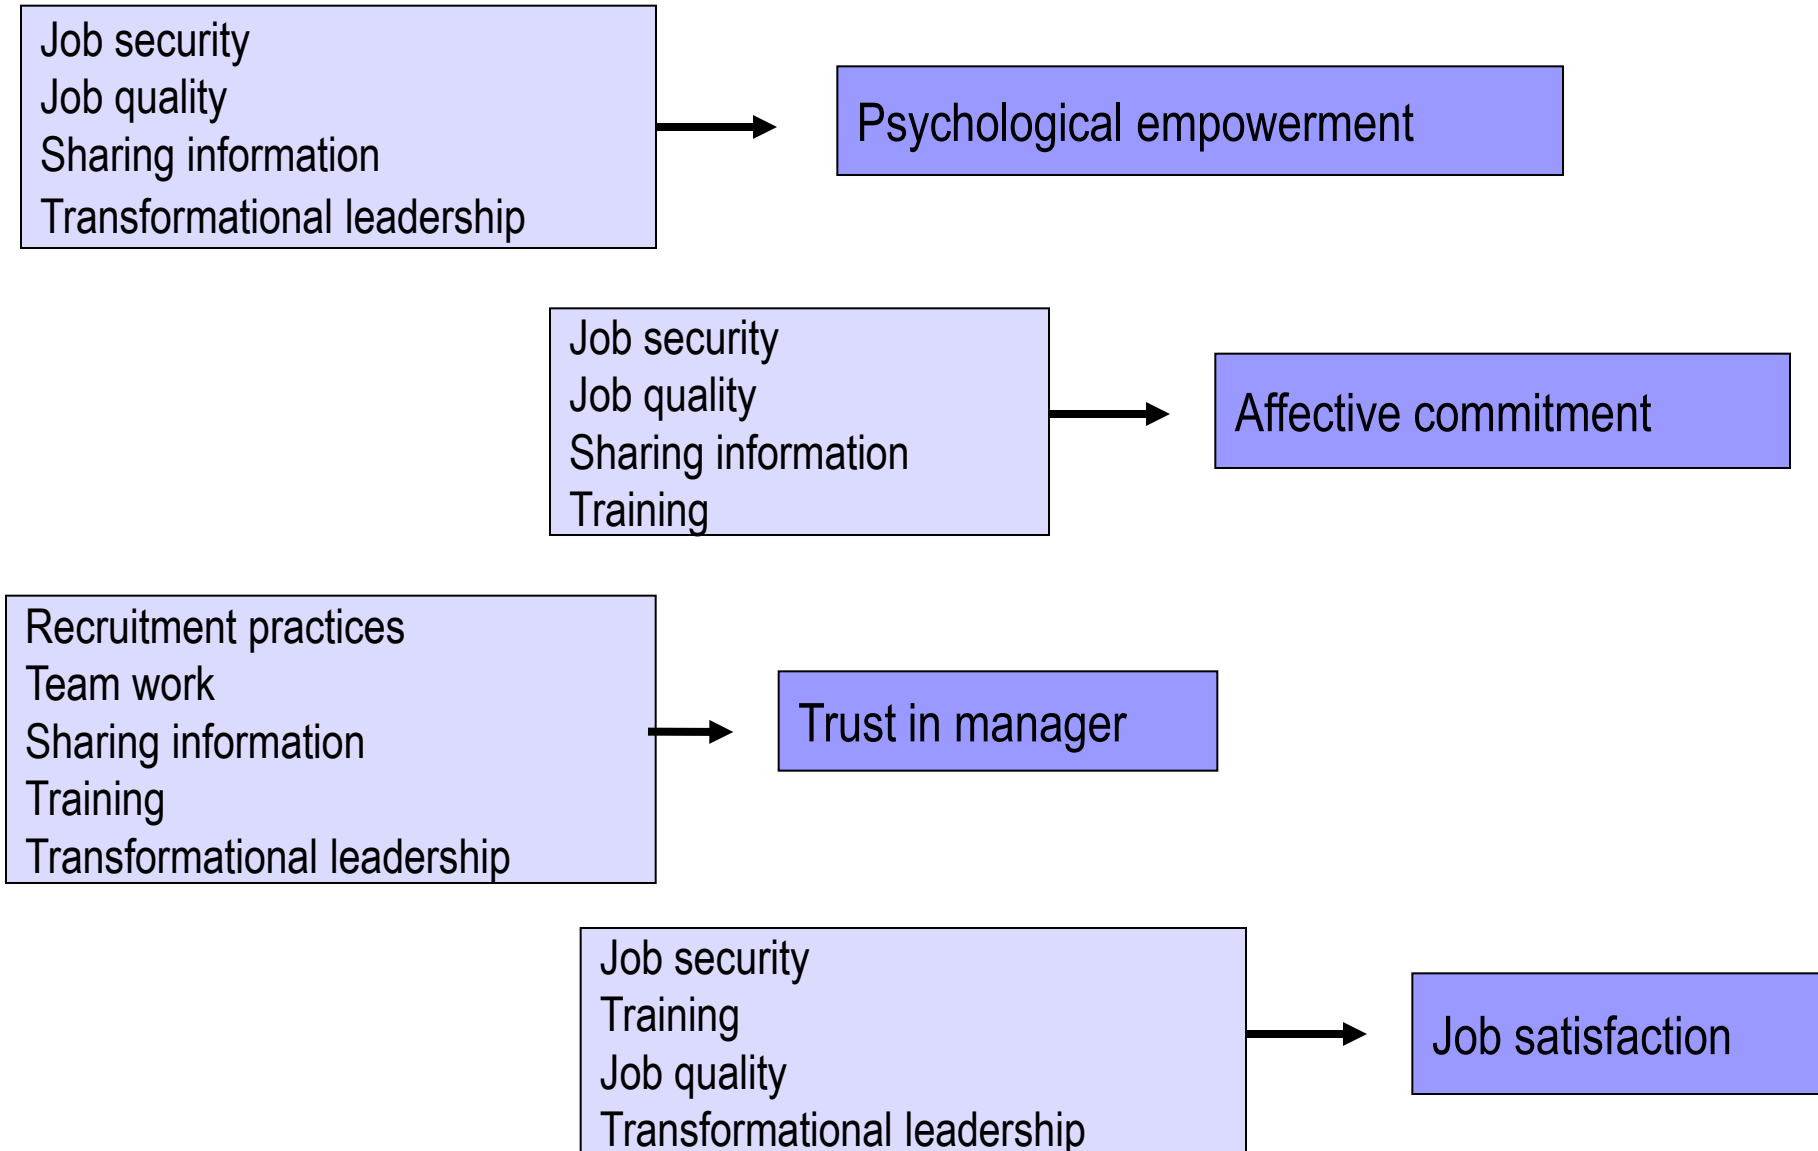 Job security
Job quality
Sharing information
Transformational leadership
Psychological empowerment
Job security
Job quality
Sharing information
Training
Affective commitment
Recruitment practices
Team work
Sharing information
Training
Transformational leadership
Trust in manager
Job security
Training
Job quality
Transformational leadership
Job satisfaction